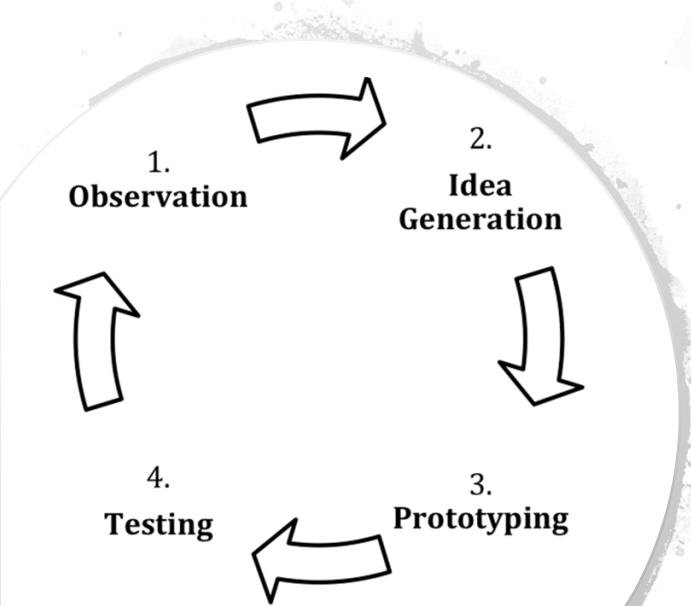 1.
Observation
2.
Idea
Generation
3.
Prototyping
4.
Testing